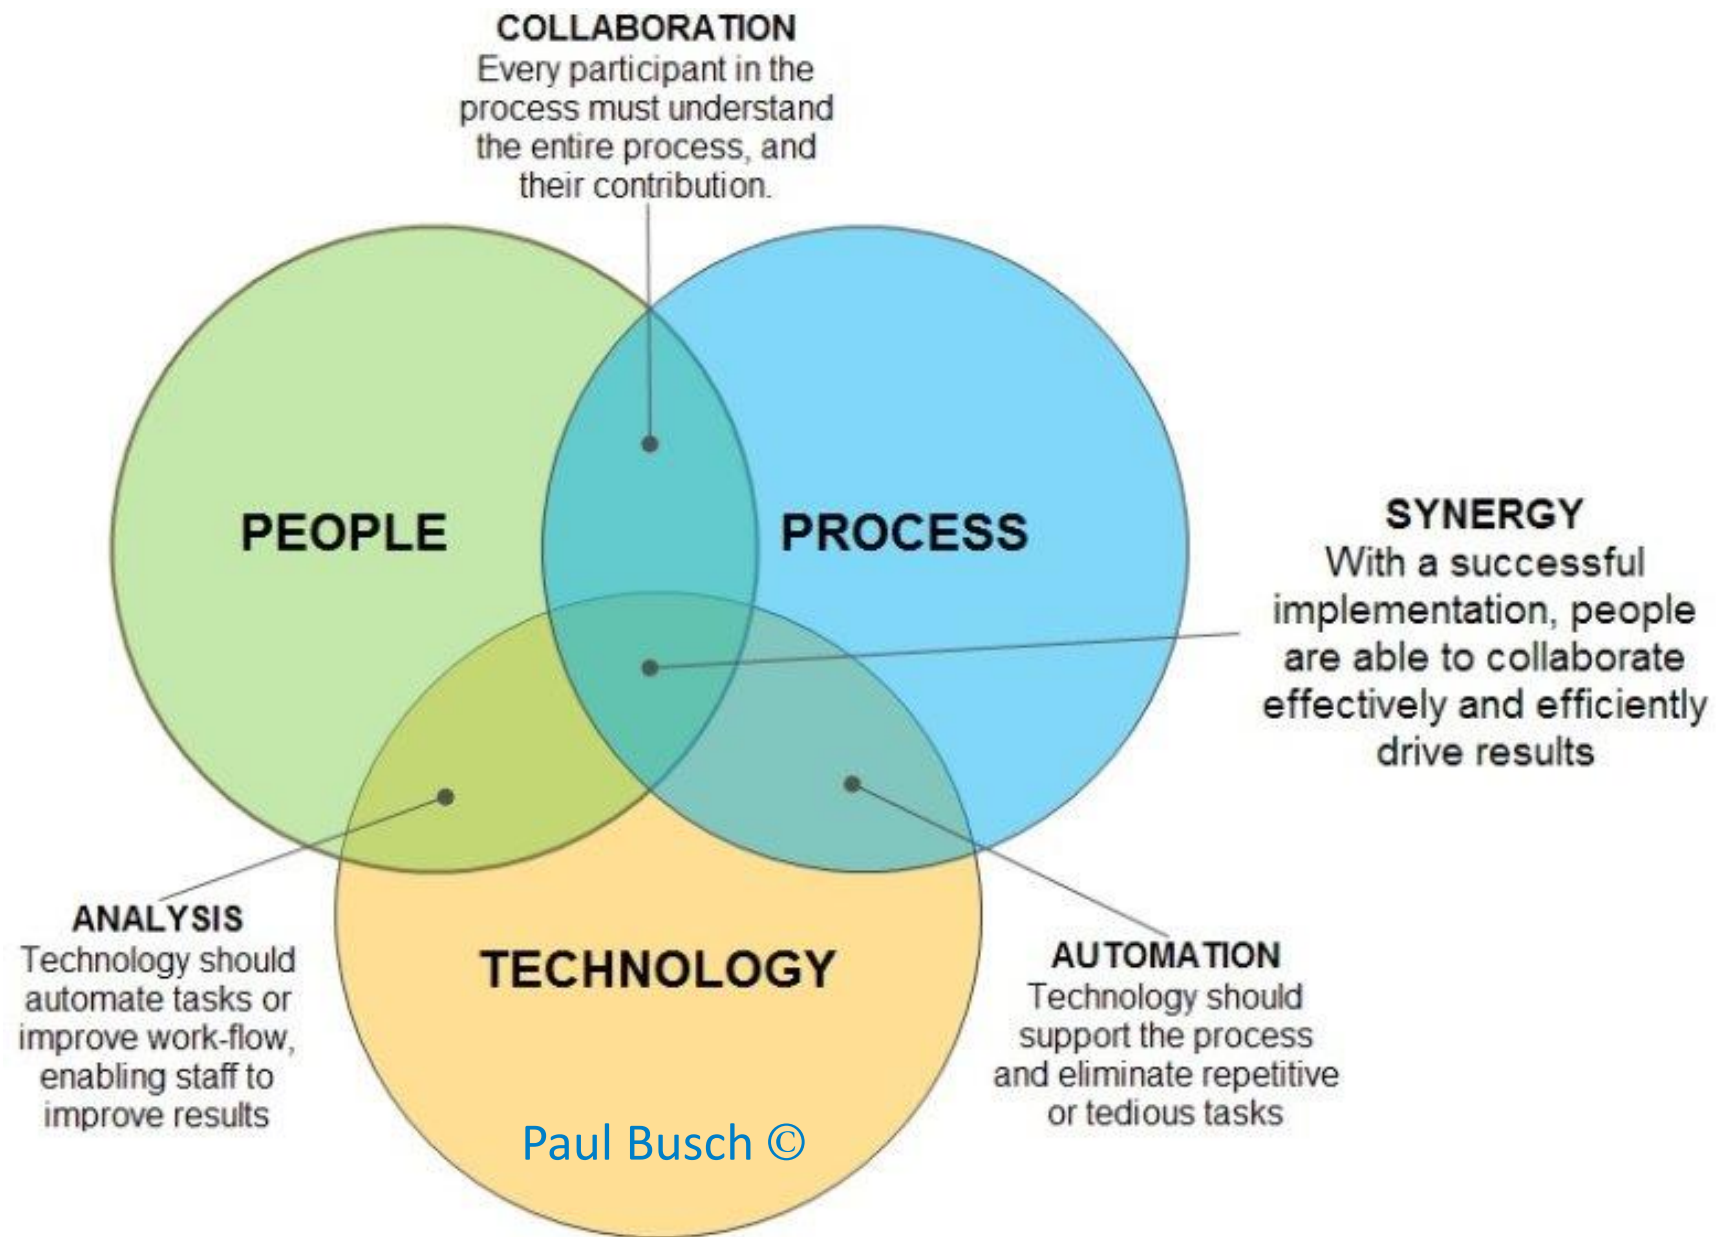 COLLABORATION
Every participant in the
process must understand
the entire process, and
their contribution.
PEOPLE
PROCESS
SYNERGY
With a successful
implementation, people
are able to collaborate
effectively and efficiently
drive results
ANALYSIS
Technology should
automate tasks or
improve work-flow,
enabling staff to
improve results
TECHNOLOGY
AUTOMATION
Technology should
support the process
and eliminate repetitive
or tedious tasks
Paul Busch ©